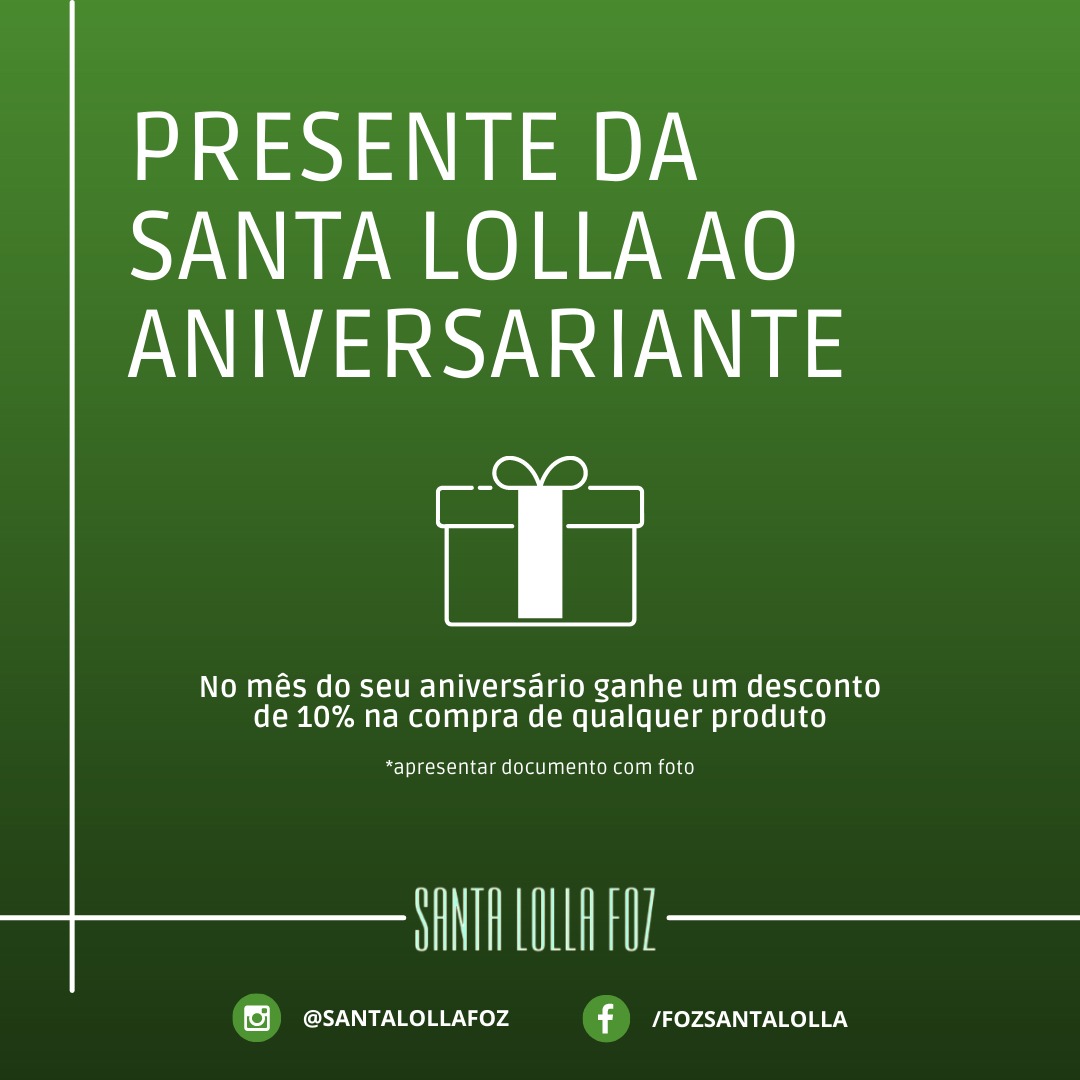 PRESENTE DA
SANTA LOLLA AO
ANIVERSARIANTE
No mês do seu aniversário ganhe um desconto
de 10% na compra de qualquer produto
*apresentar documento com foto
SANTA LOLLA FOZ
@SANTALOLLAFOZ
/FOZSANTALOLLA